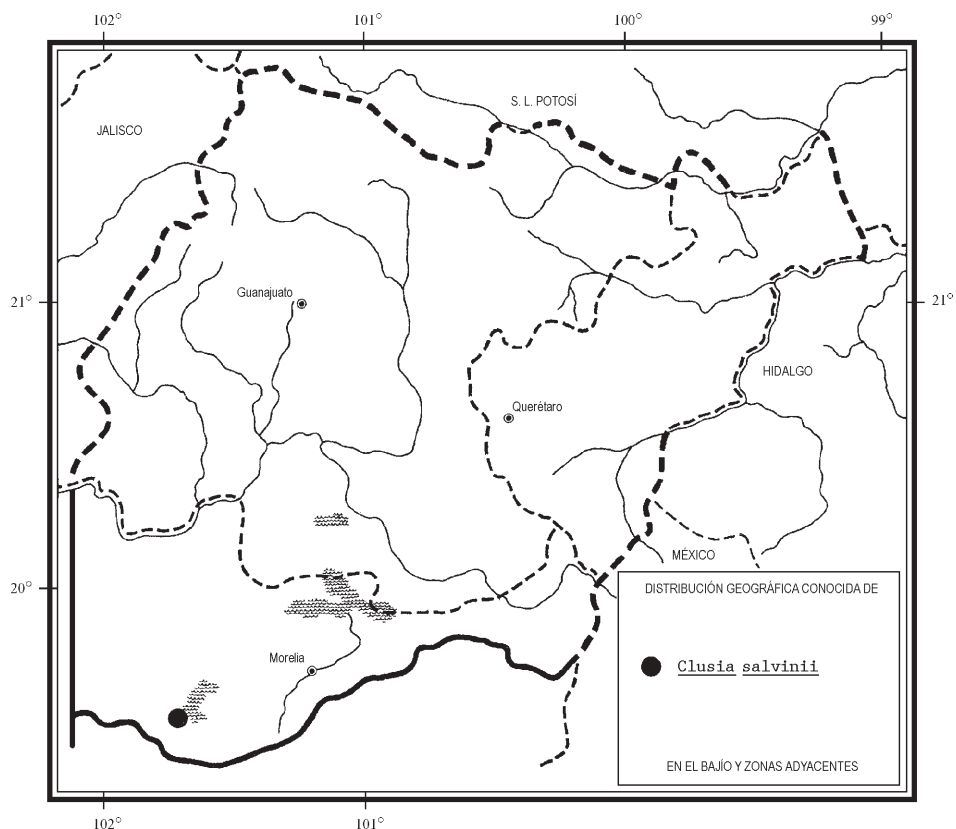 102° 101° 100° 99°
S. L. POTOSÍ
JALISCO
Guanajuato
21° 21°
HIDALGO
Querétaro
MÉXICO
20°
DISTRIBUCIÓN GEOGRÁFICA CONOCIDA DE
Morelia
Clusia salvinii
EN EL BAJÍO Y ZONAS ADYACENTES
102° 101°